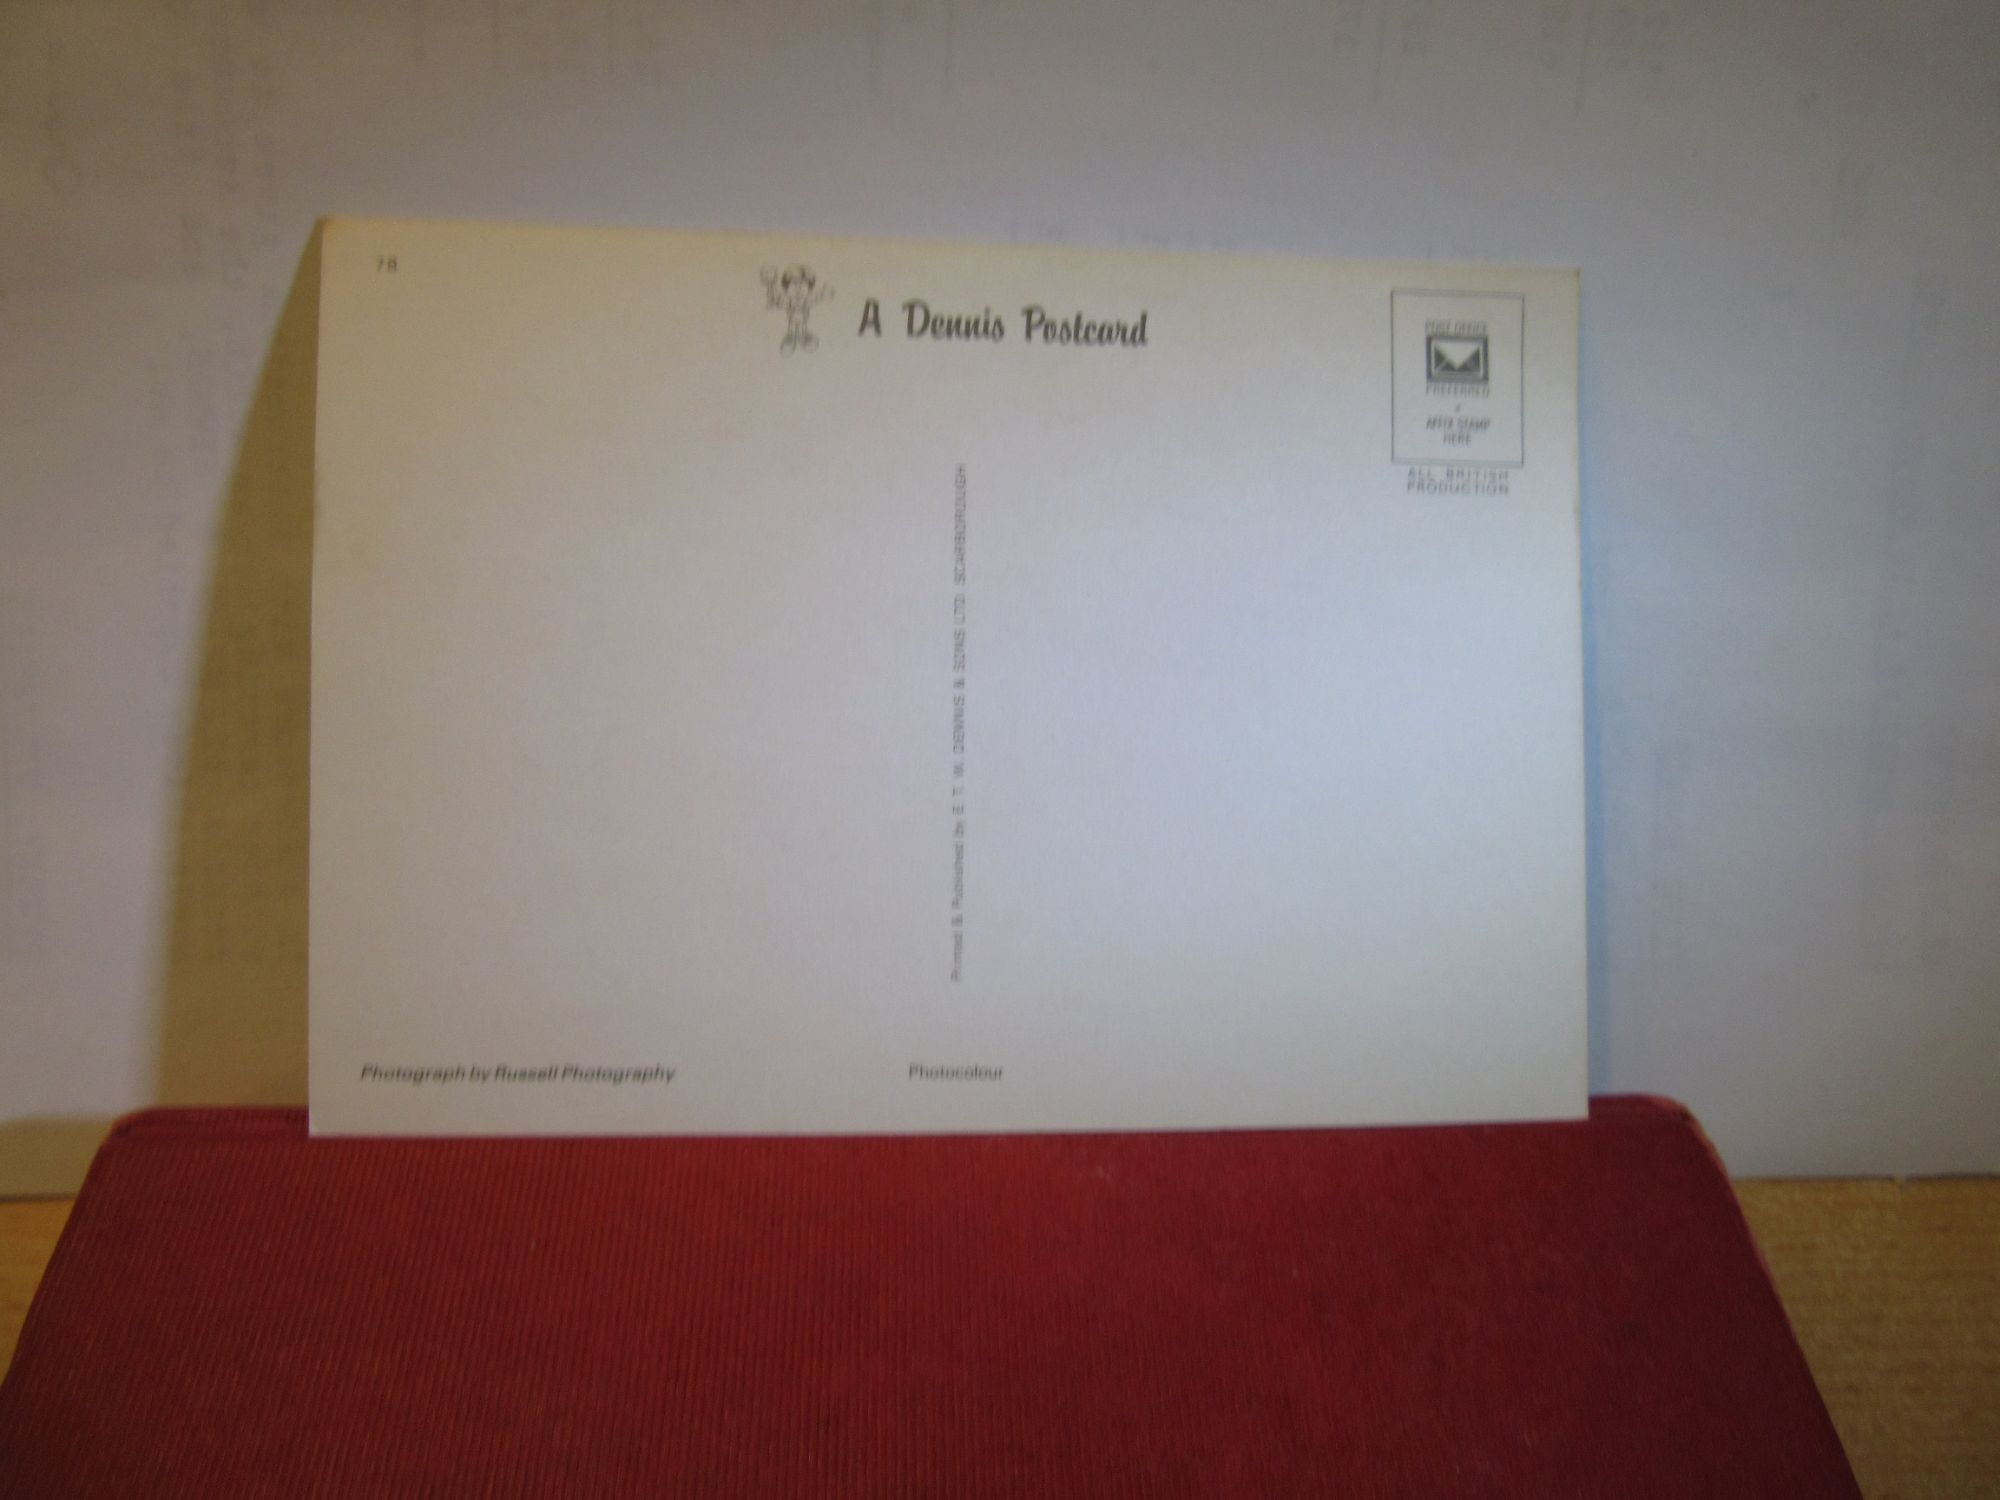 78
A Dennis Postcard
POST OFFICE
PREFERRED
AFFIX STAMP
HERE
ALL BRITISH
PRODUCTION
Printed & Published by E. T. W. DENNIS & SONS LTD SCARBOROUGH
Photograph by Russell Photography
Photocolour